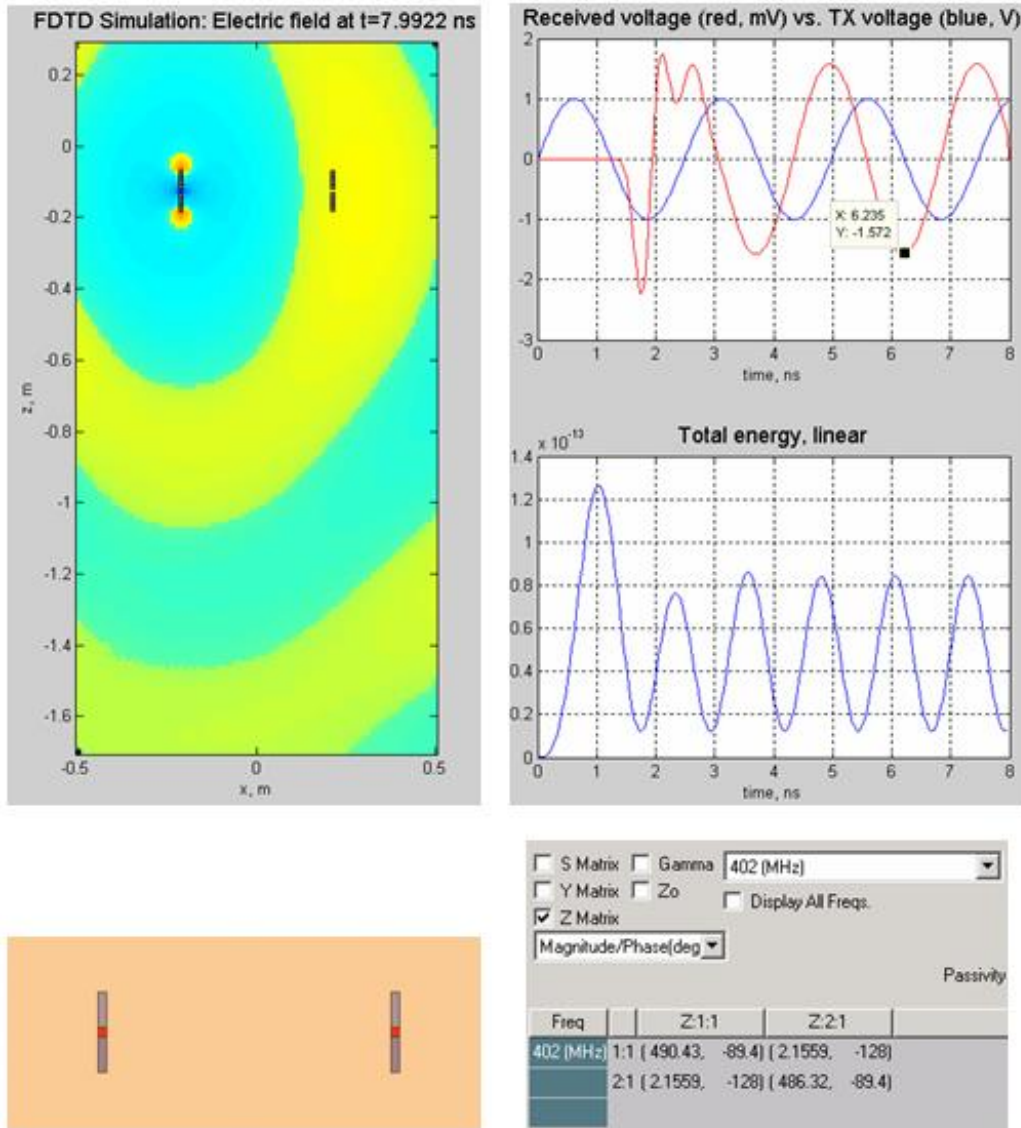 FDTD Simulation: Electric field at t=7.9922 ns
0.2
0
-0.2
-0.4
-0.6
-0.8
-1
-1.2
-1.4
-1.6
z, m
-0.5 0 0.5
x, m
Received voltage (red, mV) vs. TX voltage (blue, V)
2
1
0
-1
-2
-3
X: 6.235
Y: -1.572
0 1 2 3 4 5 6 7 8
time, ns
Total energy, linear
x 10^-13
1.4
1.2
1
0.8
0.6
0.4
0.2
0
0 1 2 3 4 5 6 7 8
time, ns
S Matrix Gamma 402 (MHz)
Y Matrix Zo Display All Freqs.
Z Matrix
Magnitude/Phase(deg
Passivity
Freq Z:1:1 Z:2:1
402 (MHz) 1:1 ( 490.43, -89.4) ( 2.1559, -128)
2:1 ( 2.1559, -128) ( 486.32, -89.4)